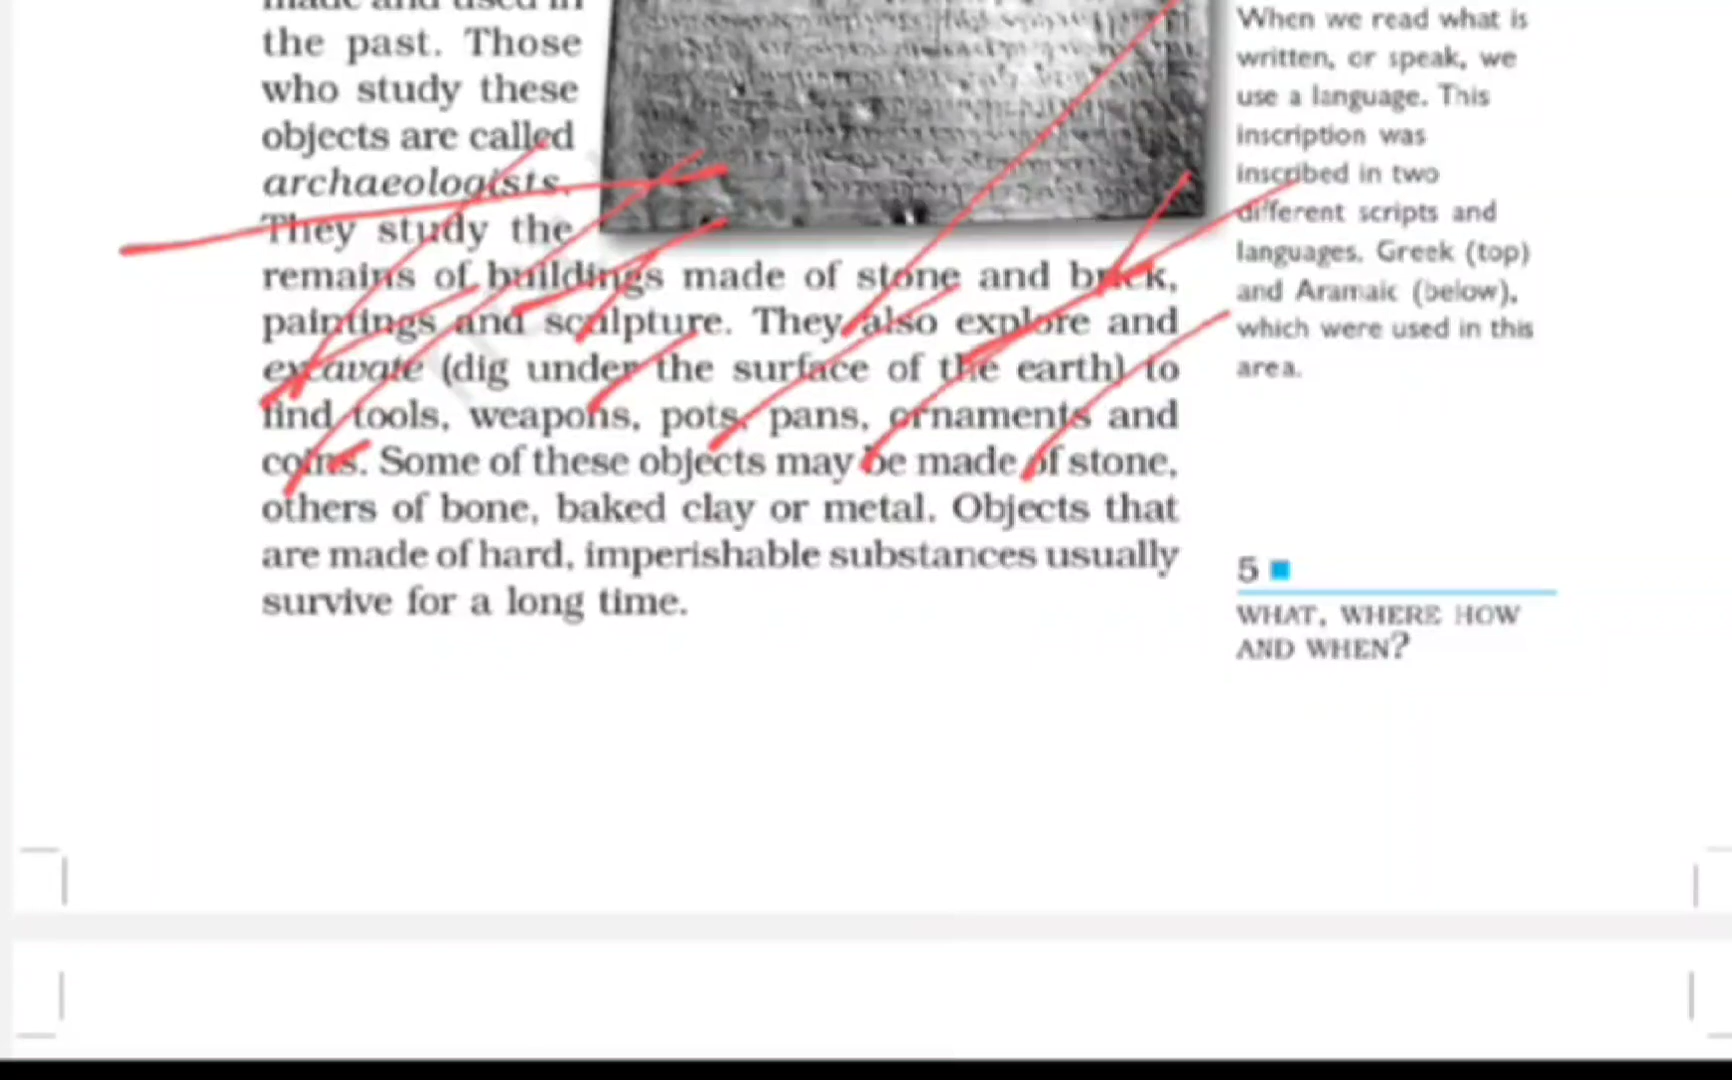 made and used in
the past. Those
who study these
objects are called
archaeologists.
They study the
remains of buildings made of stone and brick,
paintings and sculpture. They also explore and
excavate (dig under the surface of the earth) to
find tools, weapons, pots, pans, ornaments and
coins. Some of these objects may be made of stone,
others of bone, baked clay or metal. Objects that
are made of hard, imperishable substances usually
survive for a long time.
When we read what is
written, or speak, we
use a language. This
inscription was
inscribed in two
different scripts and
languages. Greek (top)
and Aramaic (below),
which were used in this
area.
5
WHAT, WHERE HOW
AND WHEN?